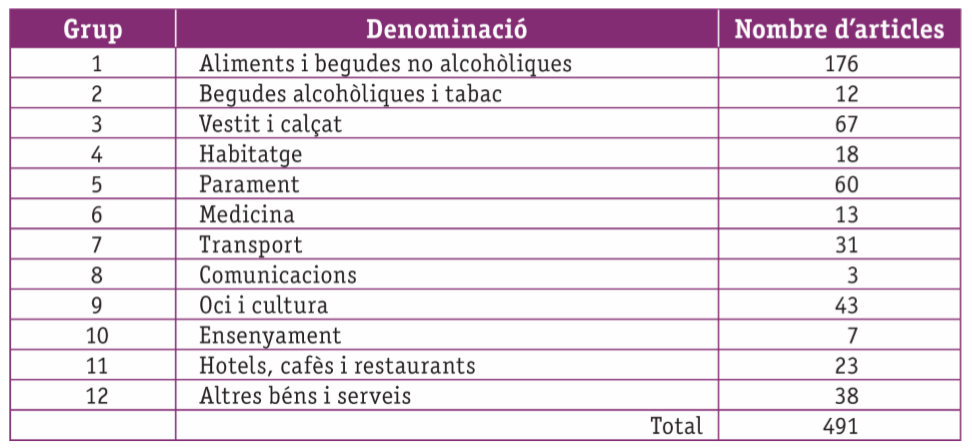 Grup Denominació Nombre d’articles
1 Aliments i begudes no alcohòliques 176
2 Begudes alcohòliques i tabac 12
3 Vestit i calçat 67
4 Habitatge 18
5 Parament 60
6 Medicina 13
7 Transport 31
8 Comunicacions 3
9 Oci i cultura 43
10 Ensenyament 7
11 Hotels, cafès i restaurants 23
12 Altres béns i serveis 38
Total 491